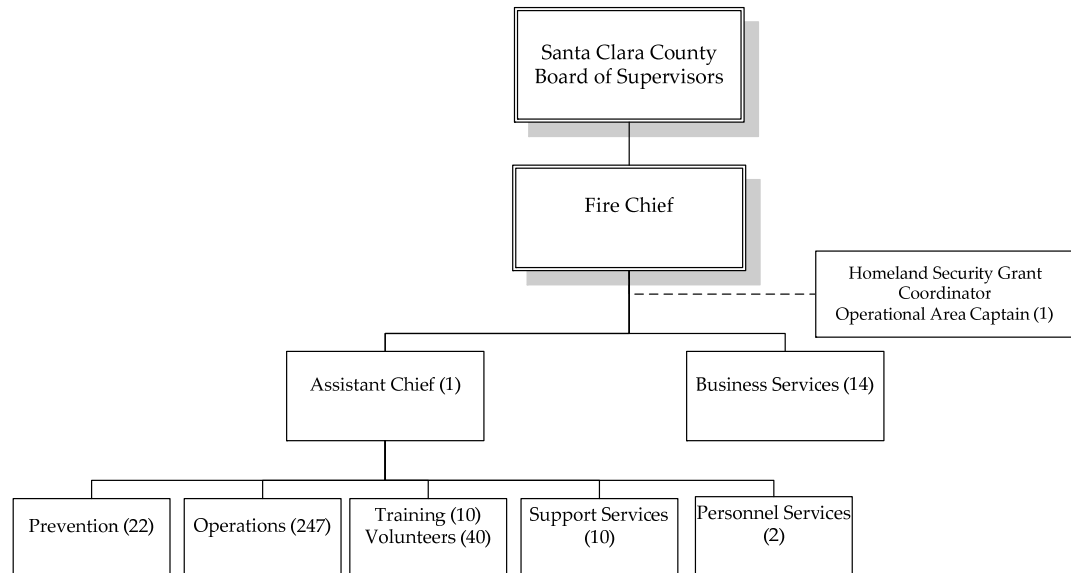 Santa Clara County
Board of Supervisors
Fire Chief
Homeland Security Grant
Coordinator
Operational Area Captain (1)
Assistant Chief (1)
Business Services (14)
Prevention (22)
Operations (247)
Training (10)
Volunteers (40)
Support Services
(10)
Personnel Services
(2)